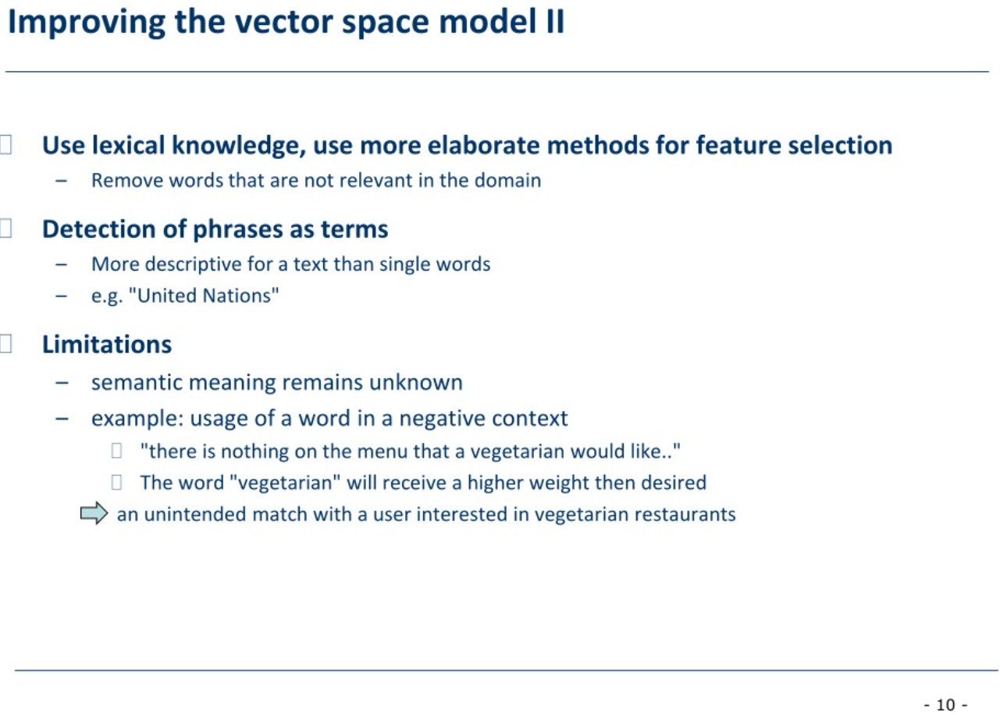 Improving the vector space model II
Use lexical knowledge, use more elaborate methods for feature selection
– Remove words that are not relevant in the domain
Detection of phrases as terms
– More descriptive for a text than single words
– e.g. "United Nations"
Limitations
– semantic meaning remains unknown
– example: usage of a word in a negative context
"there is nothing on the menu that a vegetarian would like.."
The word "vegetarian" will receive a higher weight then desired
an unintended match with a user interested in vegetarian restaurants
- 10 -